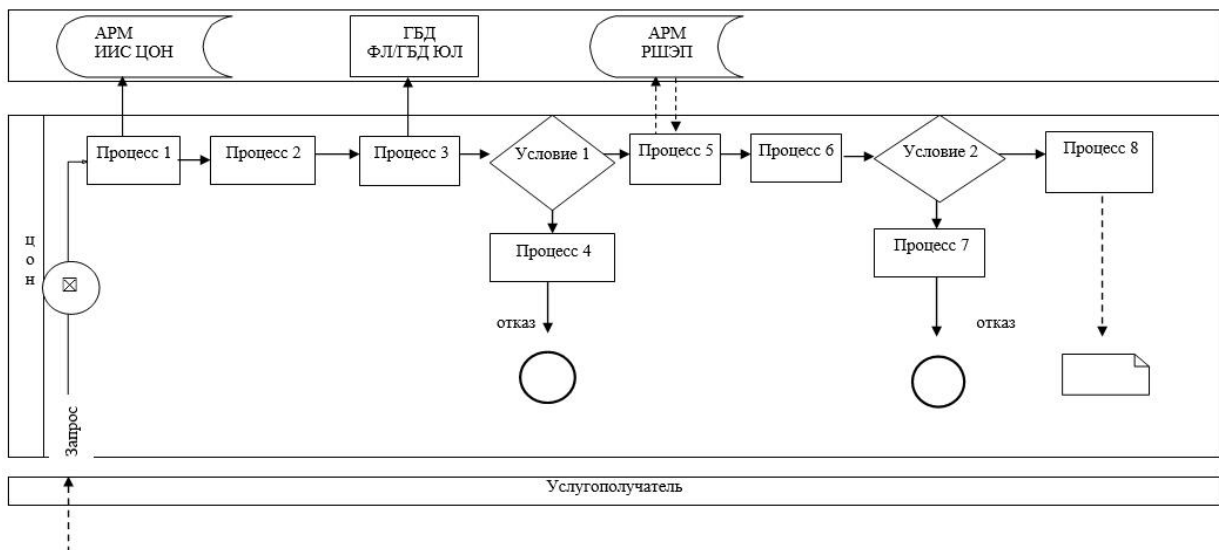 АРМ
ИИС ЦОН
ГБД
ФЛ/ГБД ЮЛ
АРМ
РШЭП
Процесс 1
Процесс 2
Процесс 3
Условие 1
Процесс 5
Процесс 6
Условие 2
Процесс 8
ц
о
н
Процесс 4
Процесс 7
отказ
отказ
Запрос
Услугополучатель